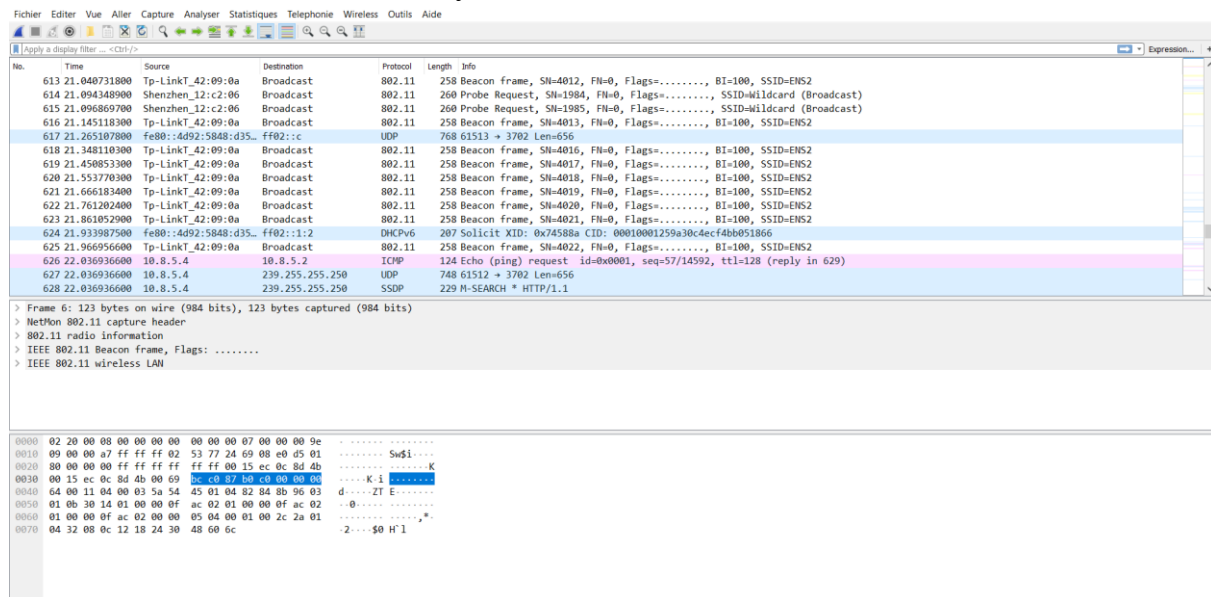 Fichier Editer Vue Aller Capture Analyser Statistiques Telephonie Wireless Outils Aide
Apply a display filter ... <Ctrl-/>
Expression... +
No. Time Source Destination Protocol Length Info
613 21.040731800 Tp-LinkT_42:09:0a Broadcast 802.11 258 Beacon frame, SN=4012, FN=0, Flags=........, BI=100, SSID=ENS2
614 21.094348900 Shenzhen_12:c2:06 Broadcast 802.11 260 Probe Request, SN=1984, FN=0, Flags=........, SSID=Wildcard (Broadcast)
615 21.096869700 Shenzhen_12:c2:06 Broadcast 802.11 260 Probe Request, SN=1985, FN=0, Flags=........, SSID=Wildcard (Broadcast)
616 21.145118300 Tp-LinkT_42:09:0a Broadcast 802.11 258 Beacon frame, SN=4013, FN=0, Flags=........, BI=100, SSID=ENS2
617 21.265107800 fe80::4d92:5848:d35… ff02::c UDP 768 61513 → 3702 Len=656
618 21.348110300 Tp-LinkT_42:09:0a Broadcast 802.11 258 Beacon frame, SN=4016, FN=0, Flags=........, BI=100, SSID=ENS2
619 21.450853300 Tp-LinkT_42:09:0a Broadcast 802.11 258 Beacon frame, SN=4017, FN=0, Flags=........, BI=100, SSID=ENS2
620 21.553770300 Tp-LinkT_42:09:0a Broadcast 802.11 258 Beacon frame, SN=4018, FN=0, Flags=........, BI=100, SSID=ENS2
621 21.666183400 Tp-LinkT_42:09:0a Broadcast 802.11 258 Beacon frame, SN=4019, FN=0, Flags=........, BI=100, SSID=ENS2
622 21.761202400 Tp-LinkT_42:09:0a Broadcast 802.11 258 Beacon frame, SN=4020, FN=0, Flags=........, BI=100, SSID=ENS2
623 21.861052900 Tp-LinkT_42:09:0a Broadcast 802.11 258 Beacon frame, SN=4021, FN=0, Flags=........, BI=100, SSID=ENS2
624 21.933987500 fe80::4d92:5848:d35… ff02::1:2 DHCPv6 207 Solicit XID: 0x74588a CID: 00010001259a30c4ecf4bb051866
625 21.966956600 Tp-LinkT_42:09:0a Broadcast 802.11 258 Beacon frame, SN=4022, FN=0, Flags=........, BI=100, SSID=ENS2
626 22.036936600 10.8.5.4 10.8.5.2 ICMP 124 Echo (ping) request id=0x0001, seq=57/14592, ttl=128 (reply in 629)
627 22.036936600 10.8.5.4 239.255.255.250 UDP 748 61512 → 3702 Len=656
628 22.036936600 10.8.5.4 239.255.255.250 SSDP 229 M-SEARCH * HTTP/1.1
> Frame 6: 123 bytes on wire (984 bits), 123 bytes captured (984 bits)
> NetMon 802.11 capture header
> 802.11 radio information
> IEEE 802.11 Beacon frame, Flags: ........
> IEEE 802.11 wireless LAN
0000 02 20 00 08 00 00 00 00 00 00 00 07 00 00 00 9e · ······ ········
0010 09 00 00 a7 ff ff ff 02 53 77 24 69 08 e0 d5 01 ········ Sw$i····
0020 80 00 00 00 ff ff ff ff ff ff 00 15 ec 0c 8d 4b ········ ·······K
0030 00 15 ec 0c 8d 4b 00 69 bc c0 87 b0 c0 00 00 00 ·····K·i ········
0040 64 00 11 04 00 03 5a 54 45 01 04 82 84 8b 96 03 d·····ZT E·······
0050 01 0b 30 14 01 00 00 0f ac 02 01 00 00 0f ac 02 ··0····· ········
0060 01 00 00 0f ac 02 00 00 05 04 00 01 00 2c 2a 01 ········ ·····,*·
0070 04 32 08 0c 12 18 24 30 48 60 6c ·2····$0 H`l